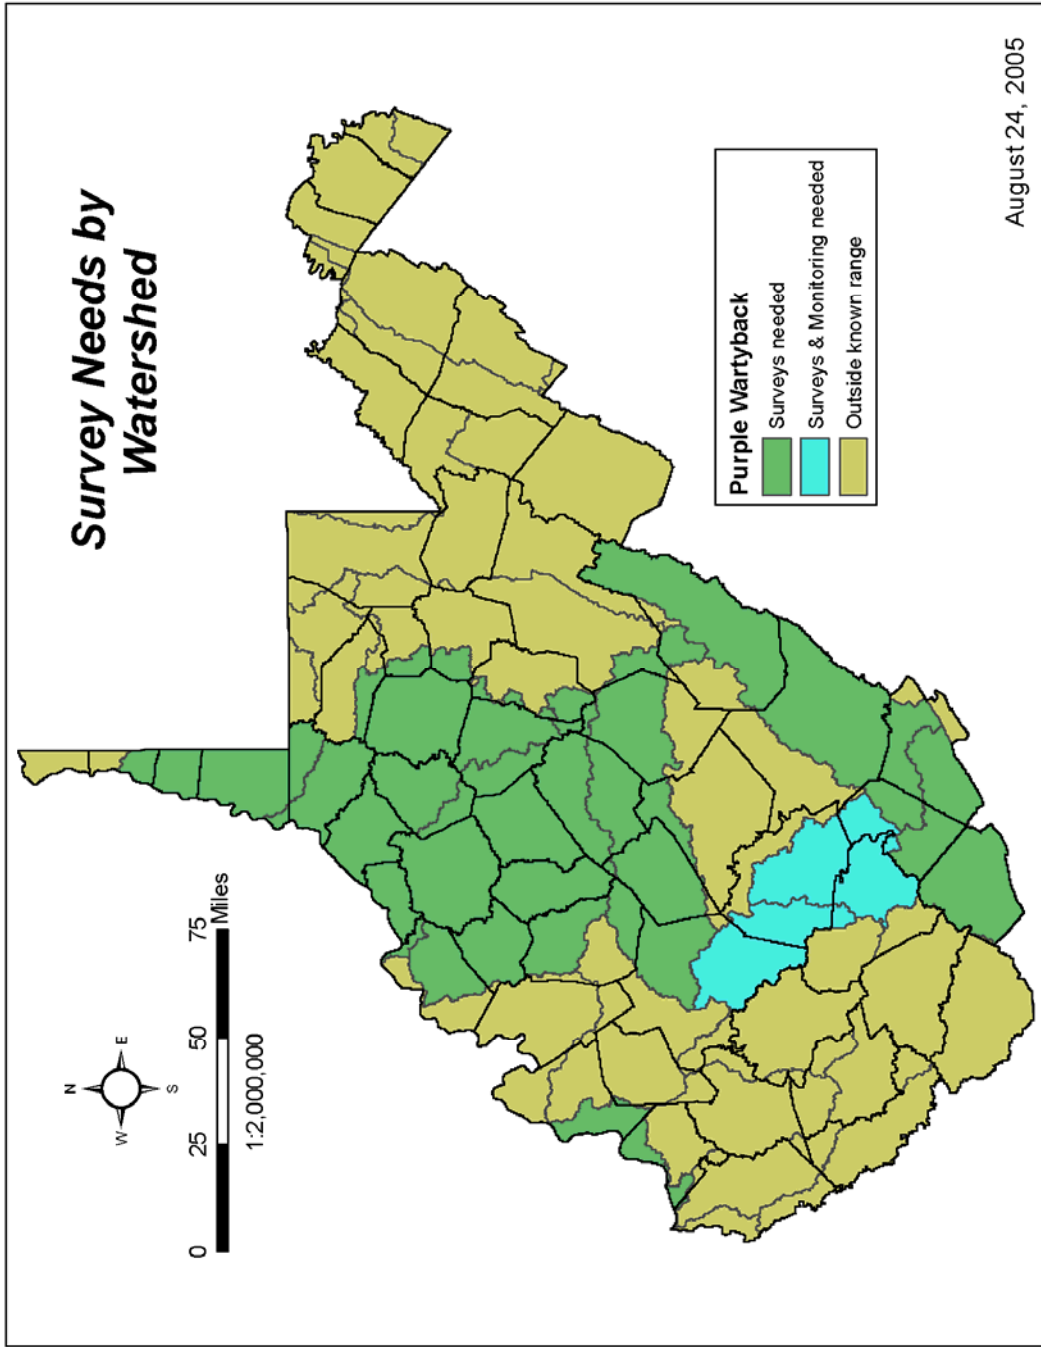 Survey Needs by
Watershed
N
W
E
S
0
25
50
75
Miles
1:2,000,000
Purple Wartyback
Surveys needed
Surveys & Monitoring needed
Outside known range
August 24, 2005